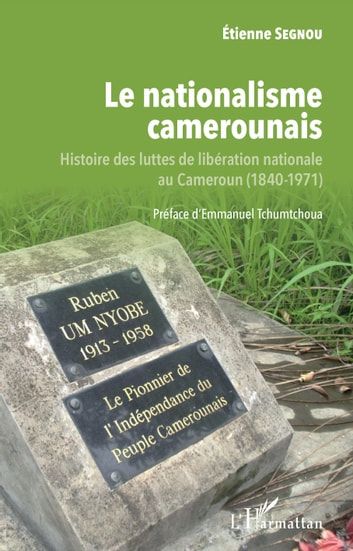 Étienne SEGNOU
Le nationalisme
camerounais
Histoire des luttes de libération nationale
au Cameroun (1840-1971)
Préface d’Emmanuel Tchumtchoua
Ruben
UM NYOBE
1913 - 1958
Le Pionnier de
l'Indépendance du
Peuple Camerounais
L'Harmattan